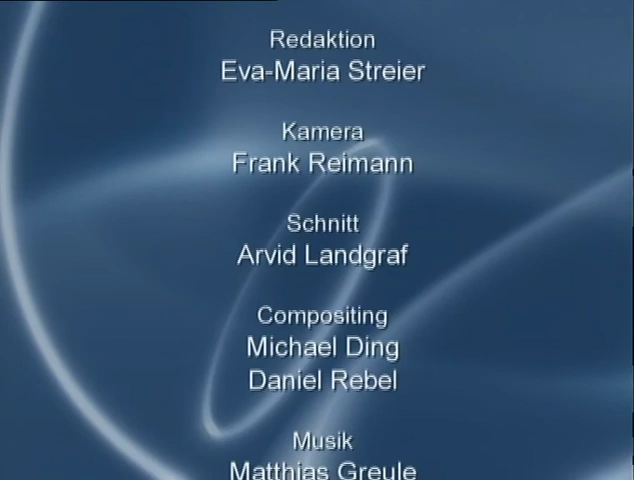 Redaktion
Eva-Maria Streier
Kamera
Frank Reimann
Schnitt
Arvid Landgraf
Compositing
Michael Ding
Daniel Rebel
Musik
Matthias Greule